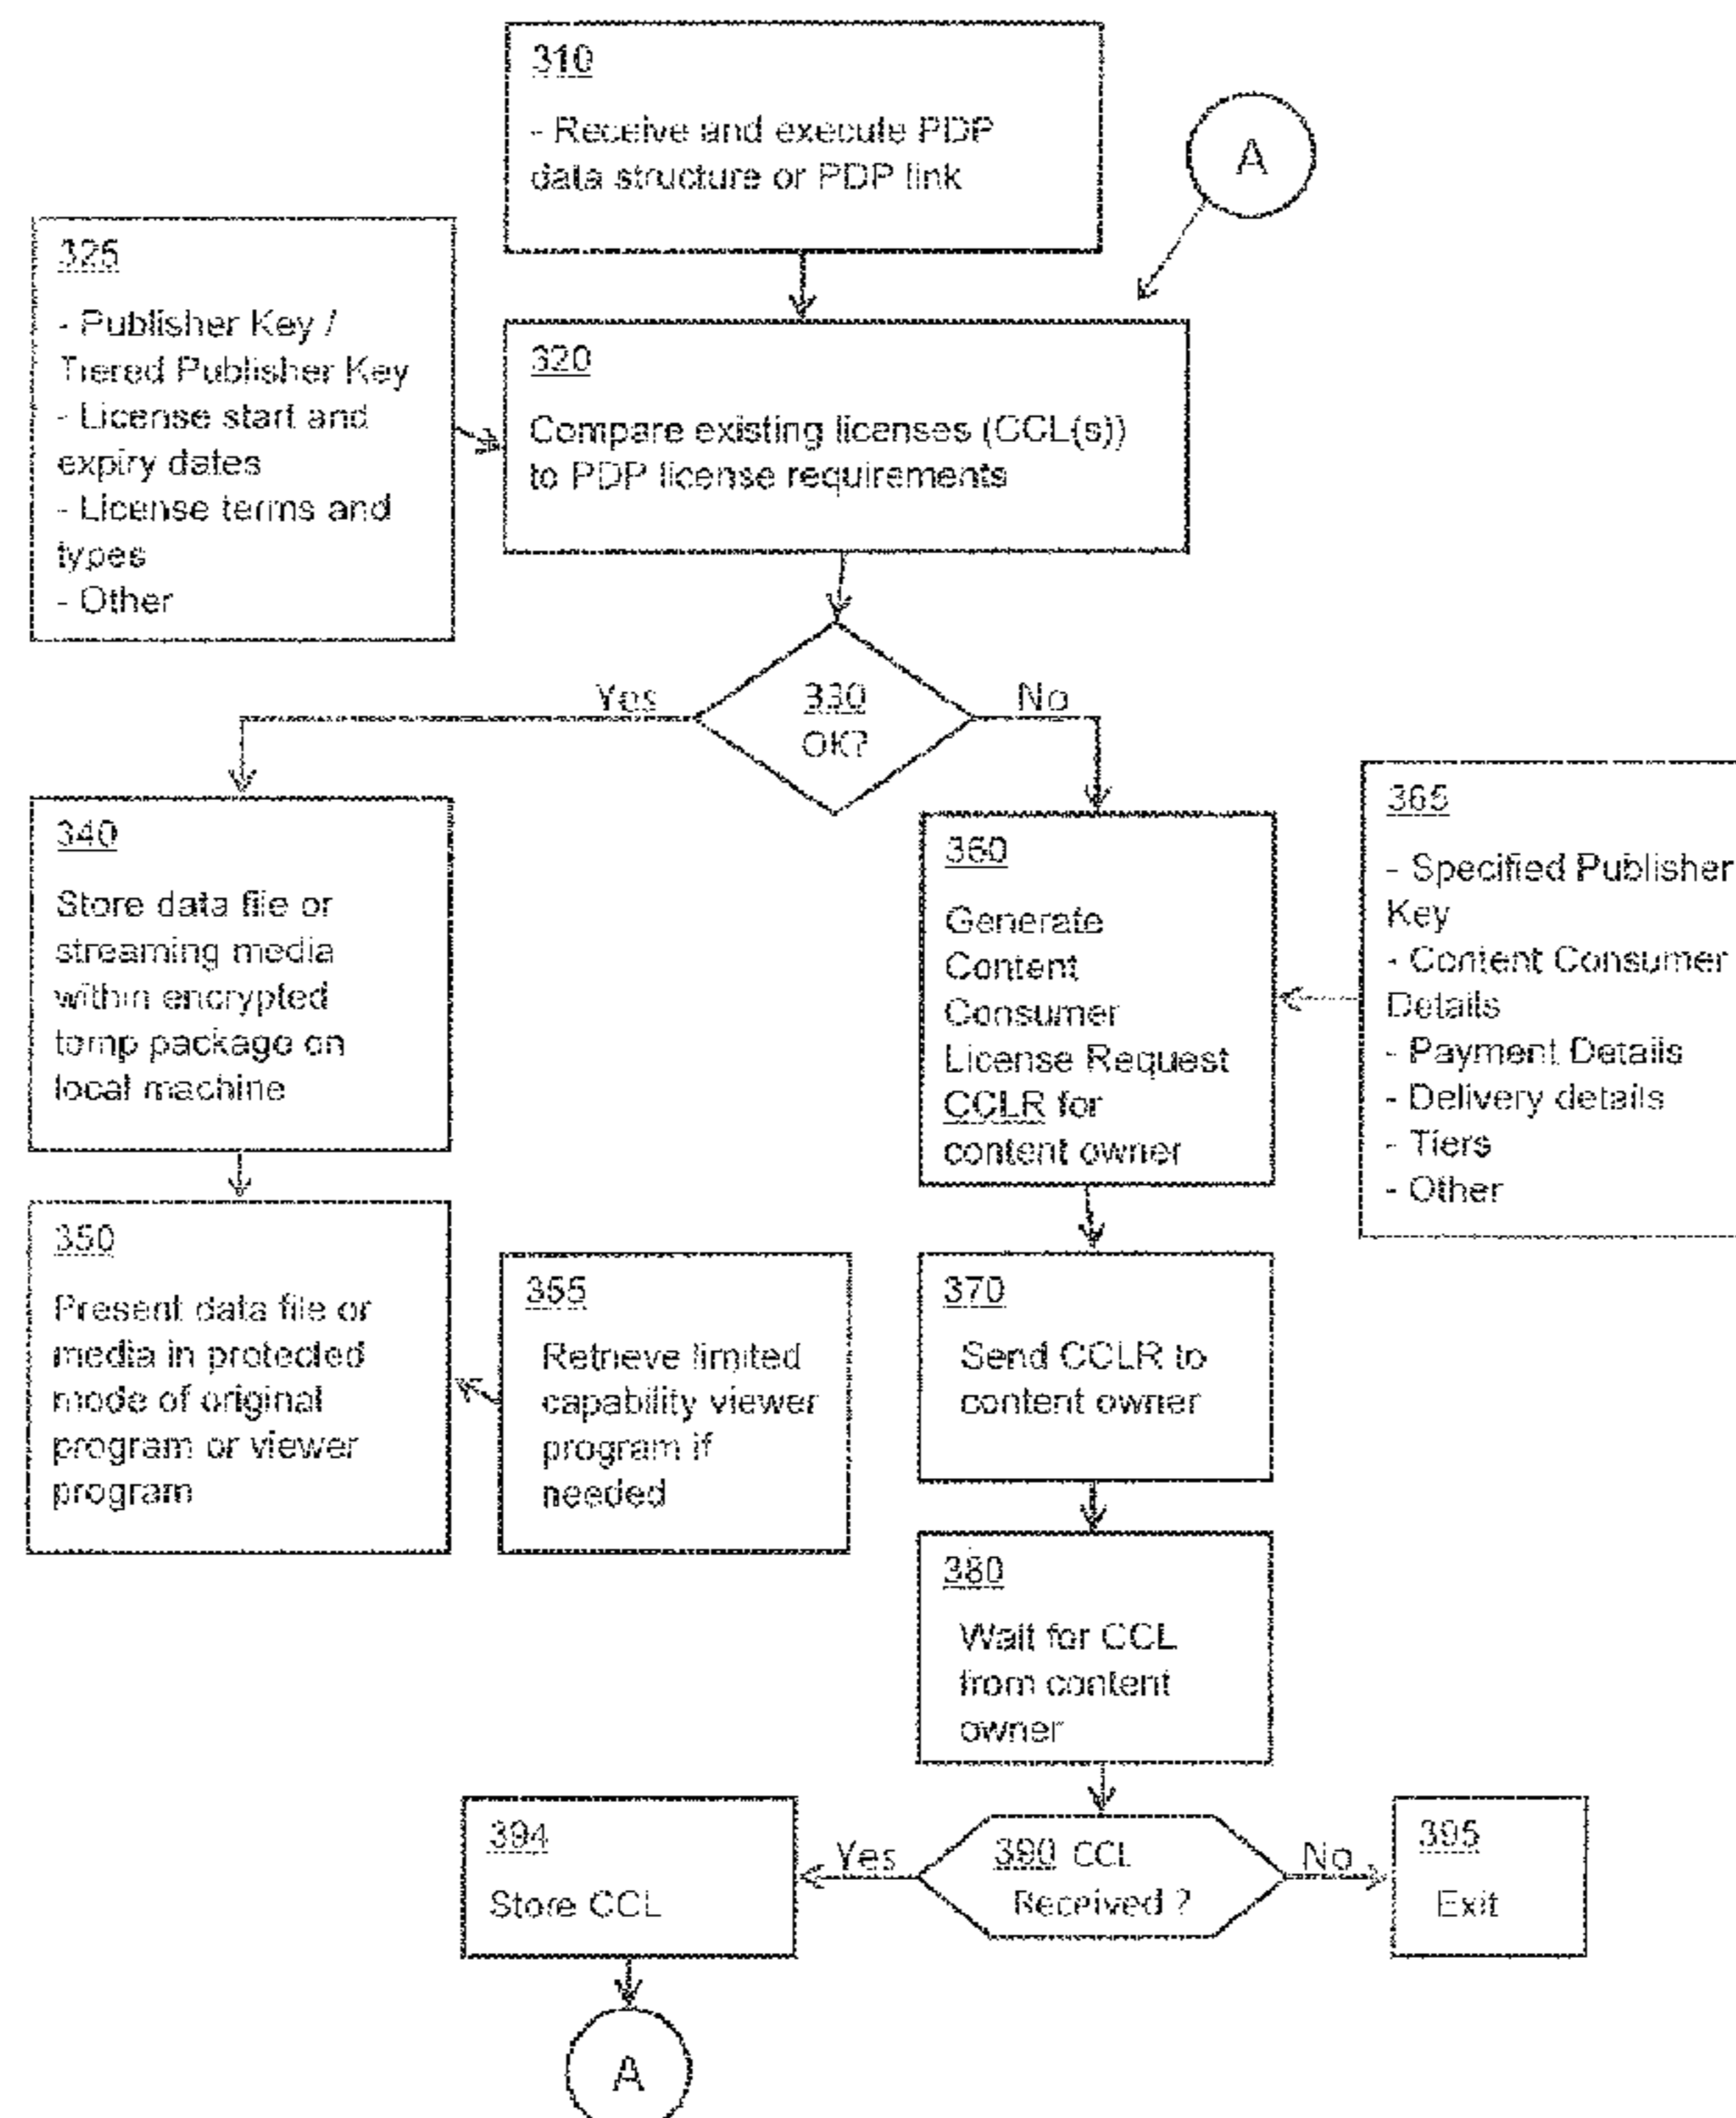 310
- Receive and execute PDP
data structure or PDP link
A
325
- Publisher Key /
Tiered Publisher Key
- License start and
expiry dates
- License terms and
types
- Other
320
Compare existing licenses (CCL(s))
to PDP license requirements
330
OK?
Yes
No
340
Store data file or
streaming media
within encrypted
temp package on
local machine
350
Present data file or
media in protected
mode of original
program or viewer
program
355
Retrieve limited
capability viewer
program if
needed
360
Generate
Content
Consumer
License Request
CCLR for
content owner
365
- Specified Publisher
Key
- Content Consumer
Details
- Payment Details
- Delivery details
- Tiers
- Other
370
Send CCLR to
content owner
380
Wait for CCL
from content
owner
390 CCL
Received ?
Yes
No
394
Store CCL
395
Exit
A